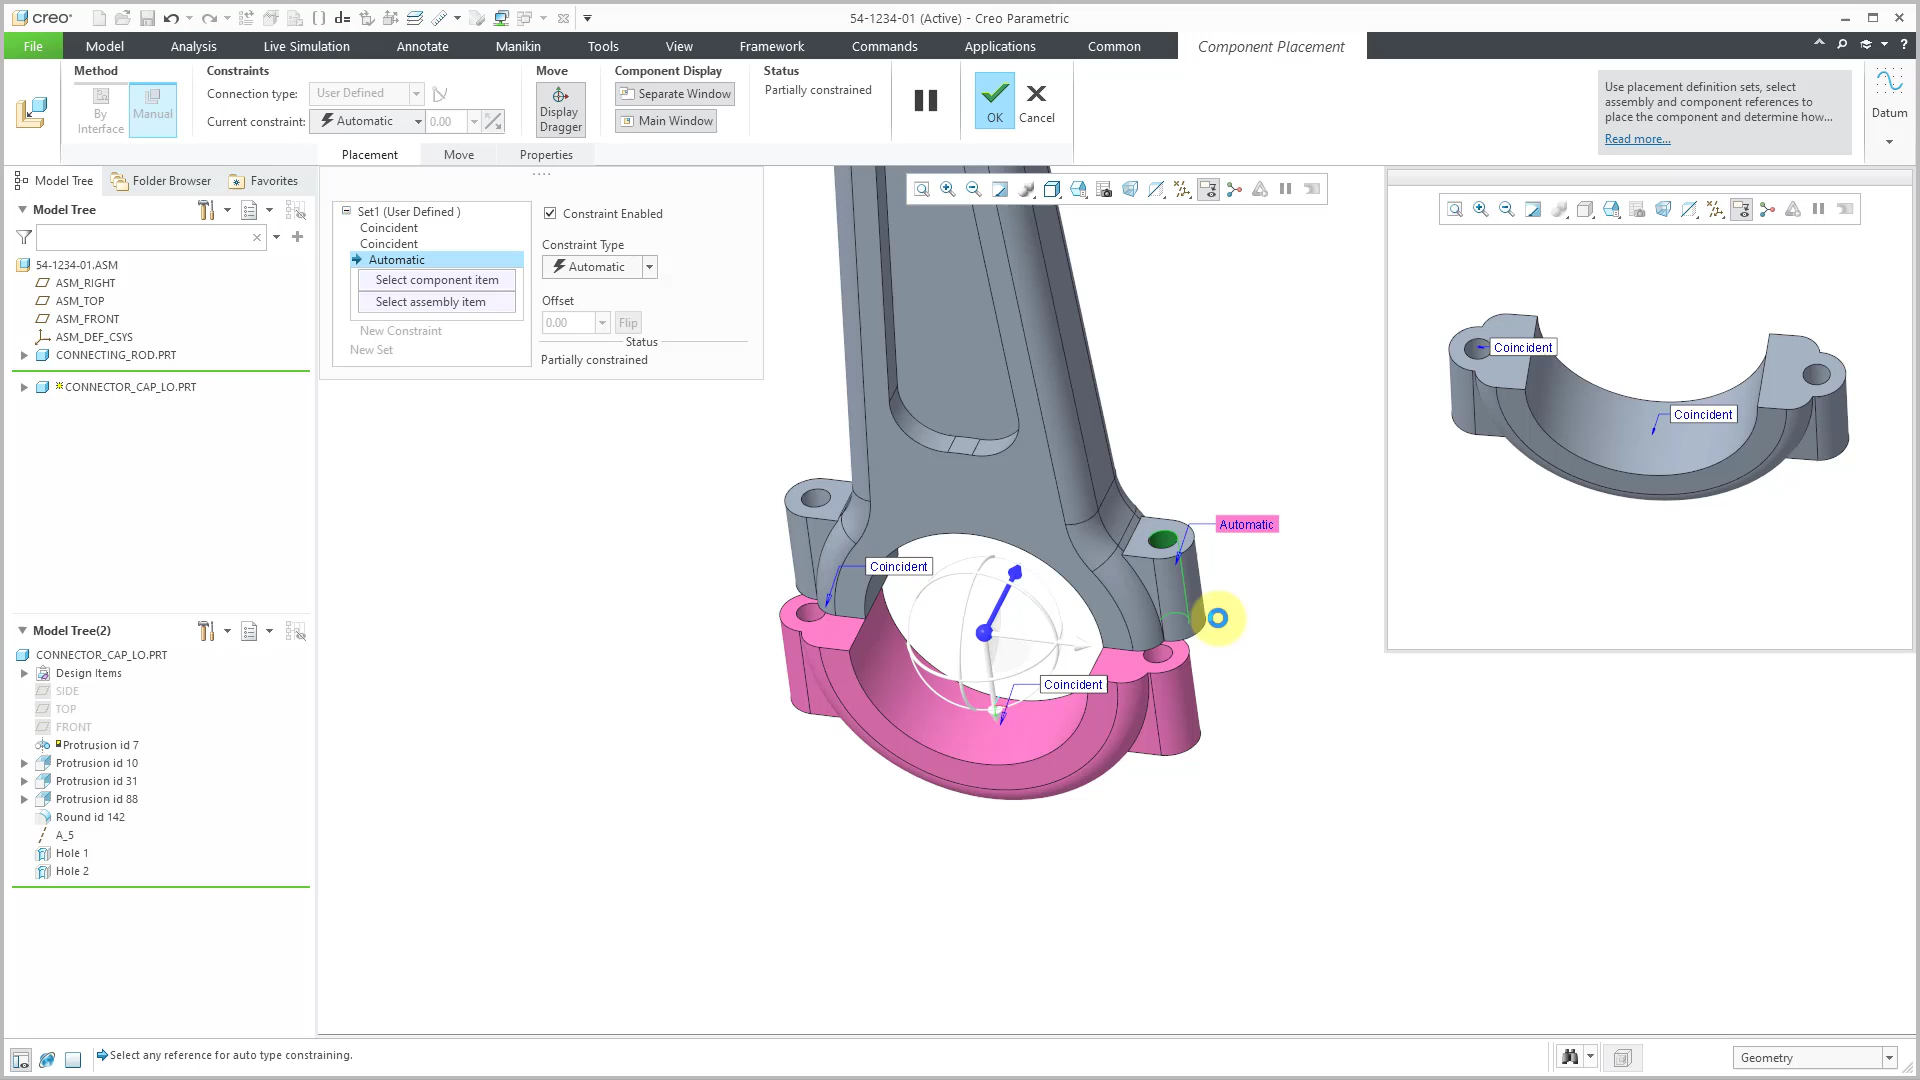 creo®
54-1234-01 (Active) - Creo Parametric
File
Model
Analysis
Live Simulation
Annotate
Manikin
Tools
View
Framework
Commands
Applications
Common
Component Placement
Method
By Interface
Manual
Constraints
Connection type:
User Defined
Current constraint:
Automatic
0.00
Move
Display Dragger
Component Display
Separate Window
Main Window
Status
Partially constrained
OK
Cancel
Use placement definition sets, select
assembly and component references to
place the component and determine how...
Read more...
Datum
Placement
Move
Properties
Model Tree
Folder Browser
Favorites
Model Tree
54-1234-01.ASM
ASM_RIGHT
ASM_TOP
ASM_FRONT
ASM_DEF_CSYS
CONNECTING_ROD.PRT
CONNECTOR_CAP_LO.PRT
Model Tree(2)
CONNECTOR_CAP_LO.PRT
Design Items
SIDE
TOP
FRONT
Protrusion id 7
Protrusion id 10
Protrusion id 31
Protrusion id 88
Round id 142
A_5
Hole 1
Hole 2
Set1 (User Defined )
Coincident
Coincident
Automatic
Select component item
Select assembly item
New Constraint
New Set
Constraint Enabled
Constraint Type
Automatic
Offset
0.00
Flip
Status
Partially constrained
Automatic
Coincident
Coincident
Coincident
Coincident
Select any reference for auto type constraining.
Geometry